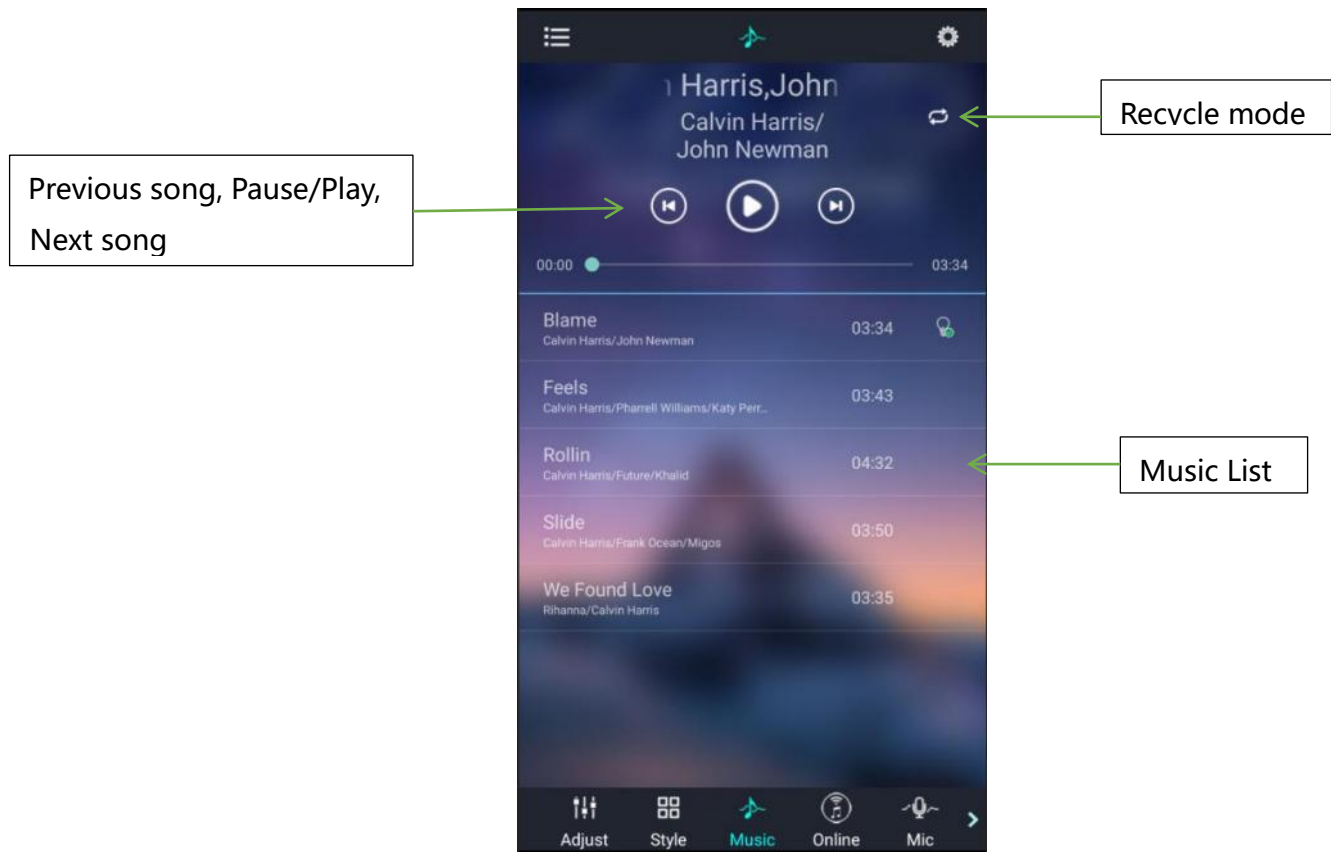 Harris,John
Calvin Harris/
John Newman
Recycle mode
Previous song, Pause/Play,
Next song
00:00
03:34
Blame
03:34
Calvin Harris/John Newman
Feels
03:43
Calvin Harris/Pharrell Williams/Katy Perr...
Rollin
04:32
Calvin Harris/Future/Khalid
Music List
Slide
03:50
Calvin Harris/Frank Ocean/Migos
We Found Love
03:35
Rihanna/Calvin Harris
Adjust
Style
Music
Online
Mic